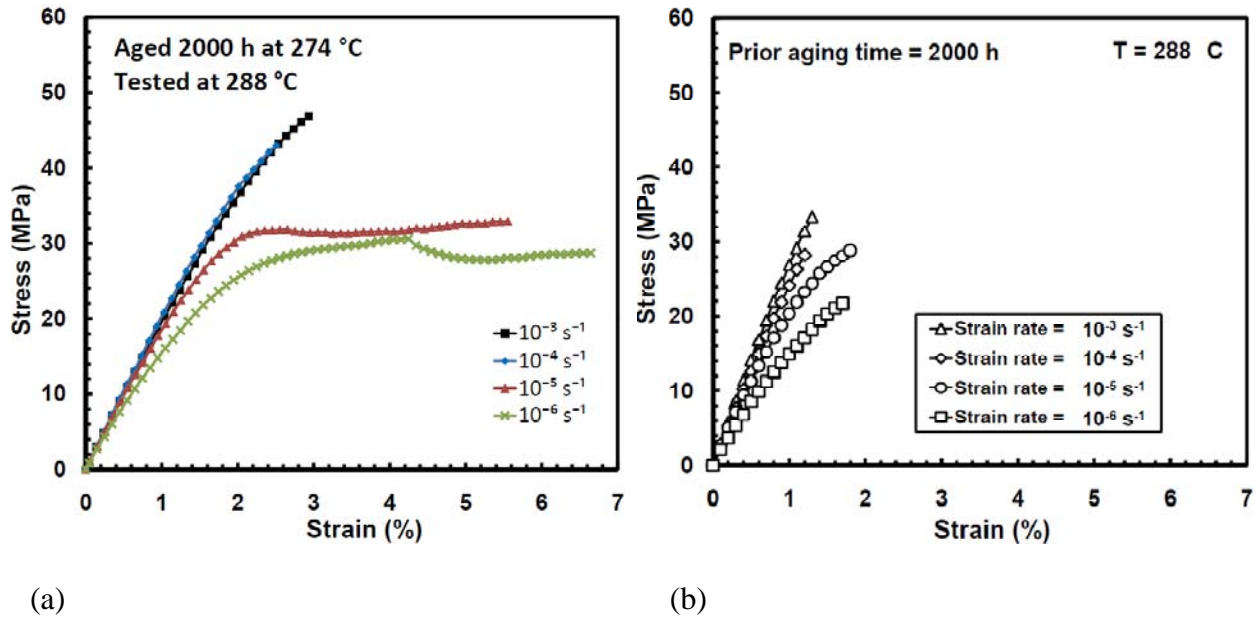 60
50
40
30
20
10
0
Stress (MPa)
Aged 2000 h at 274 °C
Tested at 288 °C
10⁻³ s⁻¹
10⁻⁴ s⁻¹
10⁻⁵ s⁻¹
10⁻⁶ s⁻¹
0 1 2 3 4 5 6 7
Strain (%)
(a)
60
50
40
30
20
10
0
Stress (MPa)
Prior aging time = 2000 h T = 288 C
Strain rate = 10⁻³ s⁻¹
Strain rate = 10⁻⁴ s⁻¹
Strain rate = 10⁻⁵ s⁻¹
Strain rate = 10⁻⁶ s⁻¹
0 1 2 3 4 5 6 7
Strain (%)
(b)